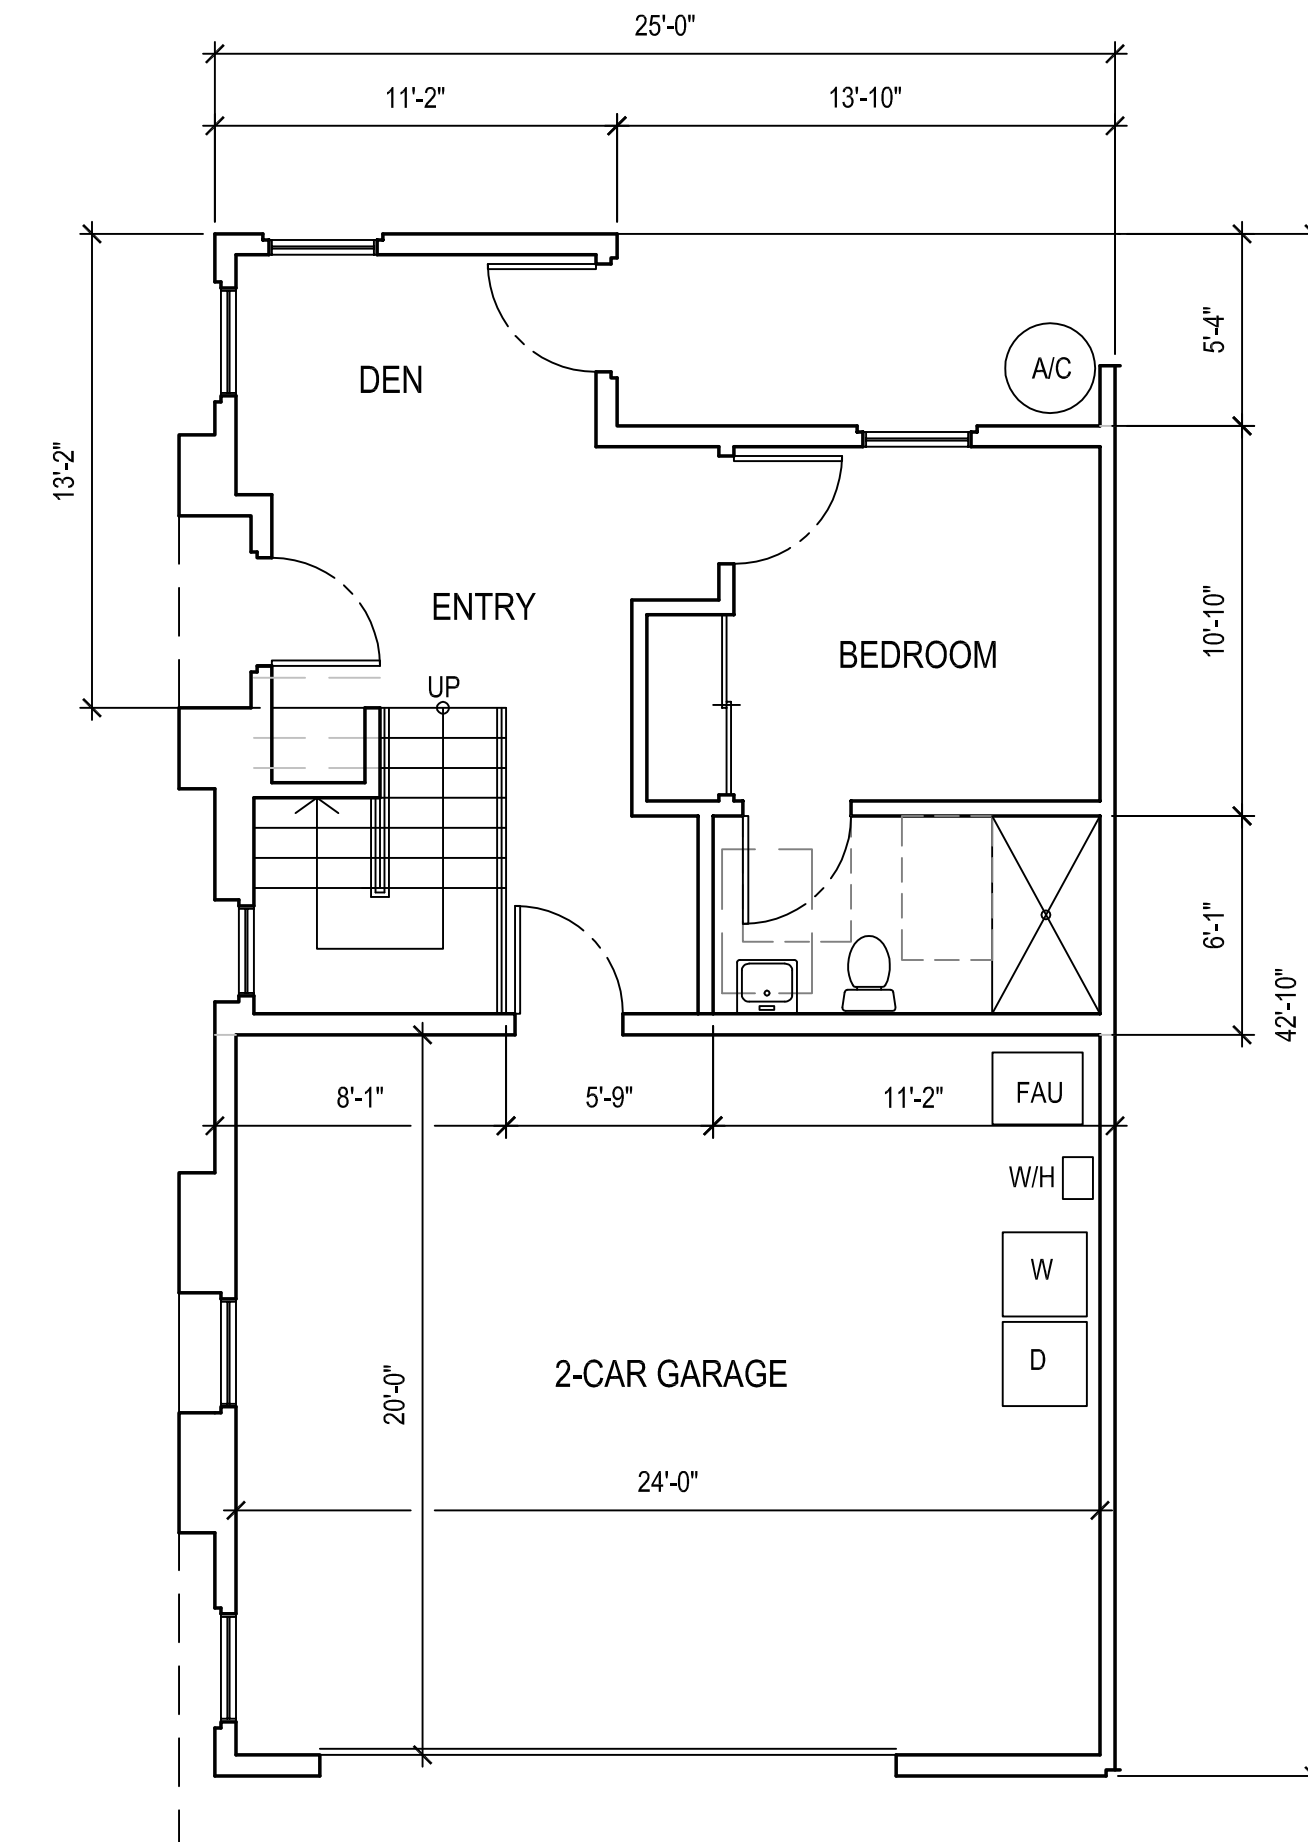 25'-0"
11'-2"
13'-10"
5'-4"
A/C
DEN
13'-2"
10'-10"
ENTRY
BEDROOM
UP
6'-1"
42'-10"
8'-1"
5'-9"
11'-2"
FAU
W/H
W
D
20'-0"
2-CAR GARAGE
24'-0"